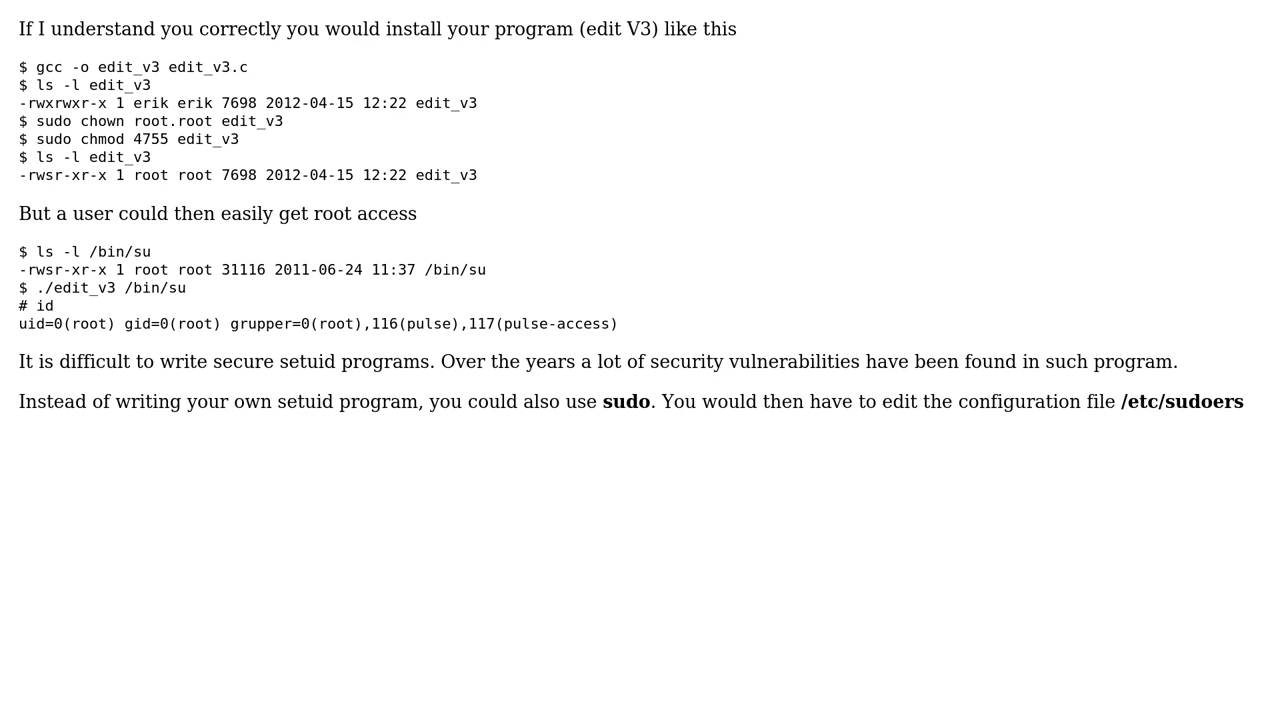 If I understand you correctly you would install your program (edit V3) like this
$ gcc -o edit_v3 edit_v3.c
$ ls -l edit_v3
-rwxrwxr-x 1 erik erik 7698 2012-04-15 12:22 edit_v3
$ sudo chown root.root edit_v3
$ sudo chmod 4755 edit_v3
$ ls -l edit_v3
-rwsr-xr-x 1 root root 7698 2012-04-15 12:22 edit_v3
But a user could then easily get root access
$ ls -l /bin/su
-rwsr-xr-x 1 root root 31116 2011-06-24 11:37 /bin/su
$ ./edit_v3 /bin/su
# id
uid=0(root) gid=0(root) grupper=0(root),116(pulse),117(pulse-access)
It is difficult to write secure setuid programs. Over the years a lot of security vulnerabilities have been found in such program.
Instead of writing your own setuid program, you could also use sudo. You would then have to edit the configuration file /etc/sudoers